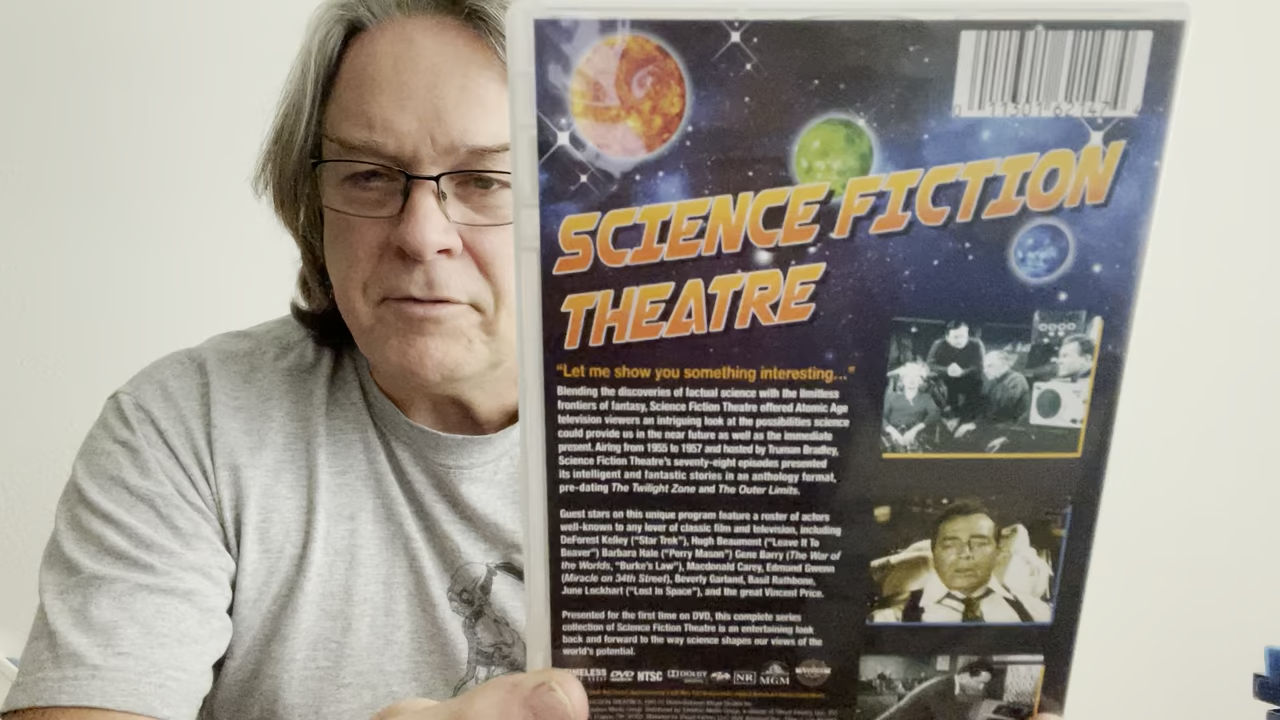 0 11301 62147 4
SCIENCE FICTION
THEATRE
"Let me show you something interesting..."
Blending the discoveries of factual science with the limitless
frontiers of fantasy, Science Fiction Theatre offered Atomic Age
television viewers an intriguing look at the possibilities science
could provide us in the near future as well as the immediate
present. Airing from 1955 to 1957 and hosted by Truman Bradley,
Science Fiction Theatre's seventy-eight episodes presented
its intelligent and fantastic stories in an anthology format,
pre-dating The Twilight Zone and The Outer Limits.
Guest stars on this unique program feature a roster of actors
well-known to any lover of classic film and television, including
DeForest Kelley ("Star Trek"), Hugh Beaumont ("Leave It To
Beaver") Barbara Hale ("Perry Mason") Gene Barry (The War of
the Worlds, "Burke's Law"), Macdonald Carey, Edmund Gwenn
(Miracle on 34th Street), Beverly Garland, Basil Rathbone,
June Lockhart ("Lost In Space"), and the great Vincent Price.
Presented for the first time on DVD, this complete series
collection of Science Fiction Theatre is an entertaining look
back and forward to the way science shapes our views of the
world's potential.
DVD NTSC DOLBY NR MGM